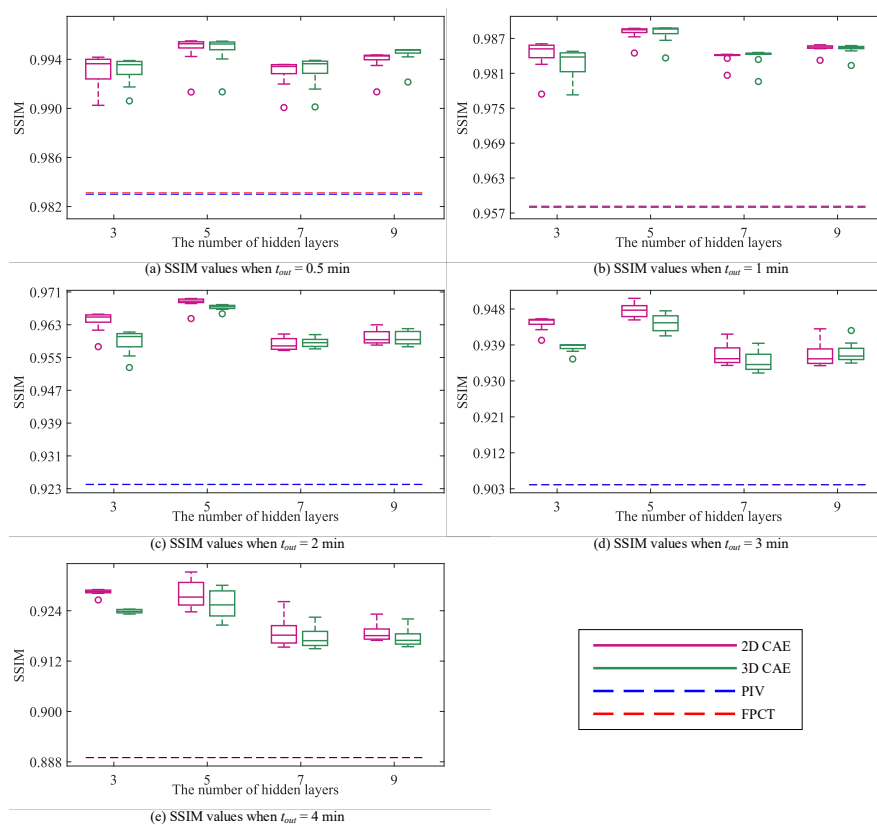 0.994
0.990
0.986
0.982
SSIM
3
5
7
9
The number of hidden layers
(a) SSIM values when t_out = 0.5 min
0.987
0.981
0.975
0.969
0.963
0.957
SSIM
3
5
7
9
The number of hidden layers
(b) SSIM values when t_out = 1 min
0.971
0.963
0.955
0.947
0.939
0.931
0.923
SSIM
3
5
7
9
The number of hidden layers
(c) SSIM values when t_out = 2 min
0.948
0.939
0.930
0.921
0.912
0.903
SSIM
3
5
7
9
The number of hidden layers
(d) SSIM values when t_out = 3 min
0.924
0.912
0.900
0.888
SSIM
3
5
7
9
The number of hidden layers
(e) SSIM values when t_out = 4 min
2D CAE
3D CAE
PIV
FPCT